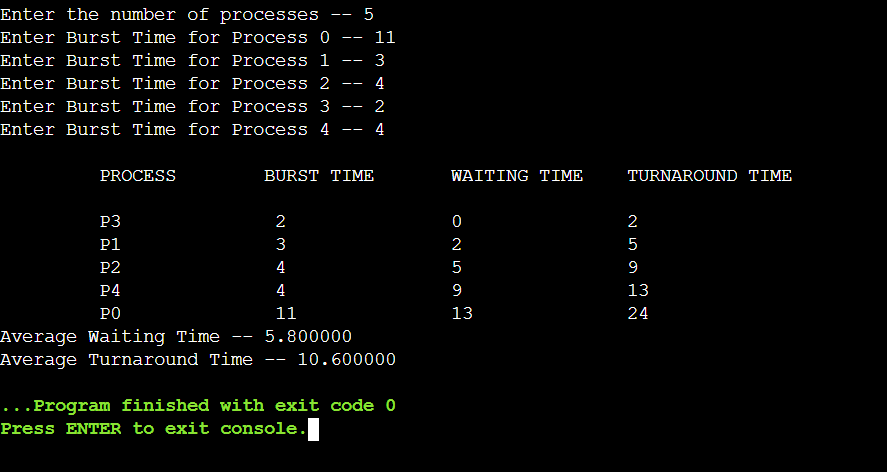 Enter the number of processes -- 5
Enter Burst Time for Process 0 -- 11
Enter Burst Time for Process 1 -- 3
Enter Burst Time for Process 2 -- 4
Enter Burst Time for Process 3 -- 2
Enter Burst Time for Process 4 -- 4
PROCESS BURST TIME WAITING TIME TURNAROUND TIME
P3 2 0 2
P1 3 2 5
P2 4 5 9
P4 4 9 13
P0 11 13 24
Average Waiting Time -- 5.800000
Average Turnaround Time -- 10.600000
...Program finished with exit code 0
Press ENTER to exit console.